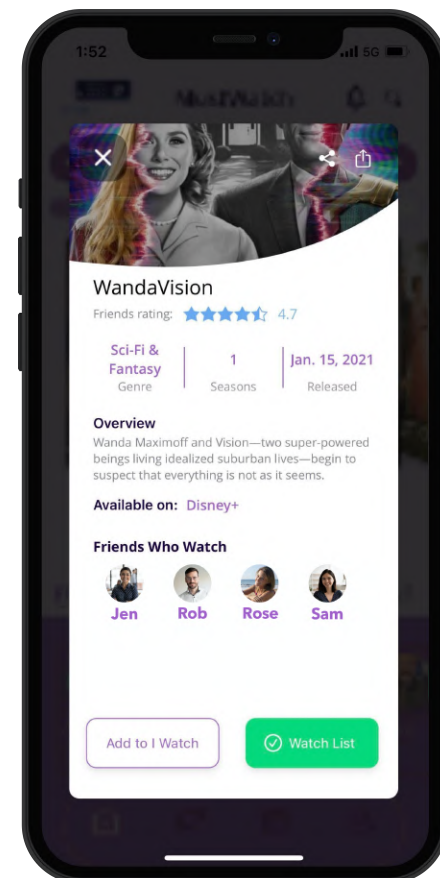 1:52
5G
MustWatch
WandaVision
Friends rating: 4.7
Sci-Fi &
Fantasy
Genre
1
Seasons
Jan. 15, 2021
Released
Overview
Wanda Maximoff and Vision—two super-powered
beings living idealized suburban lives—begin to
suspect that everything is not as it seems.
Available on: Disney+
Friends Who Watch
Jen Rob Rose Sam
Add to I Watch
Watch List